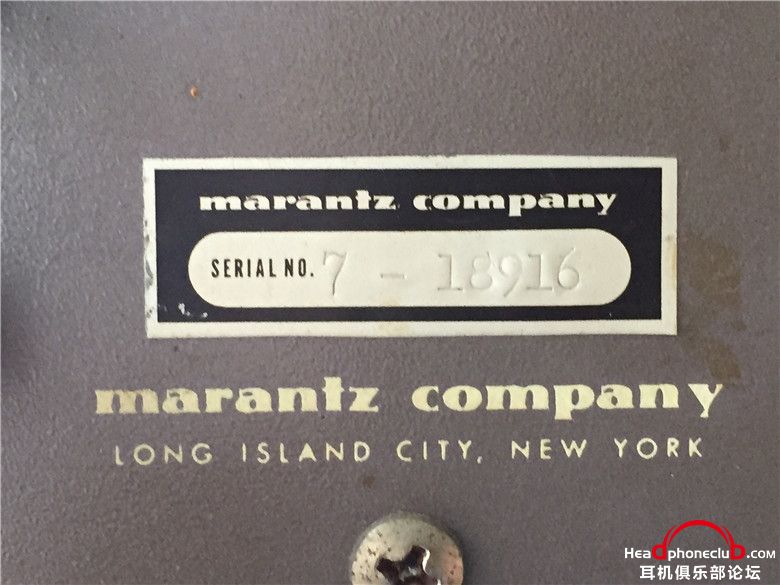 marantz company
SERIAL NO. 7 - 18916
marantz company
LONG ISLAND CITY, NEW YORK
Headphoneclub.com
耳机俱乐部论坛